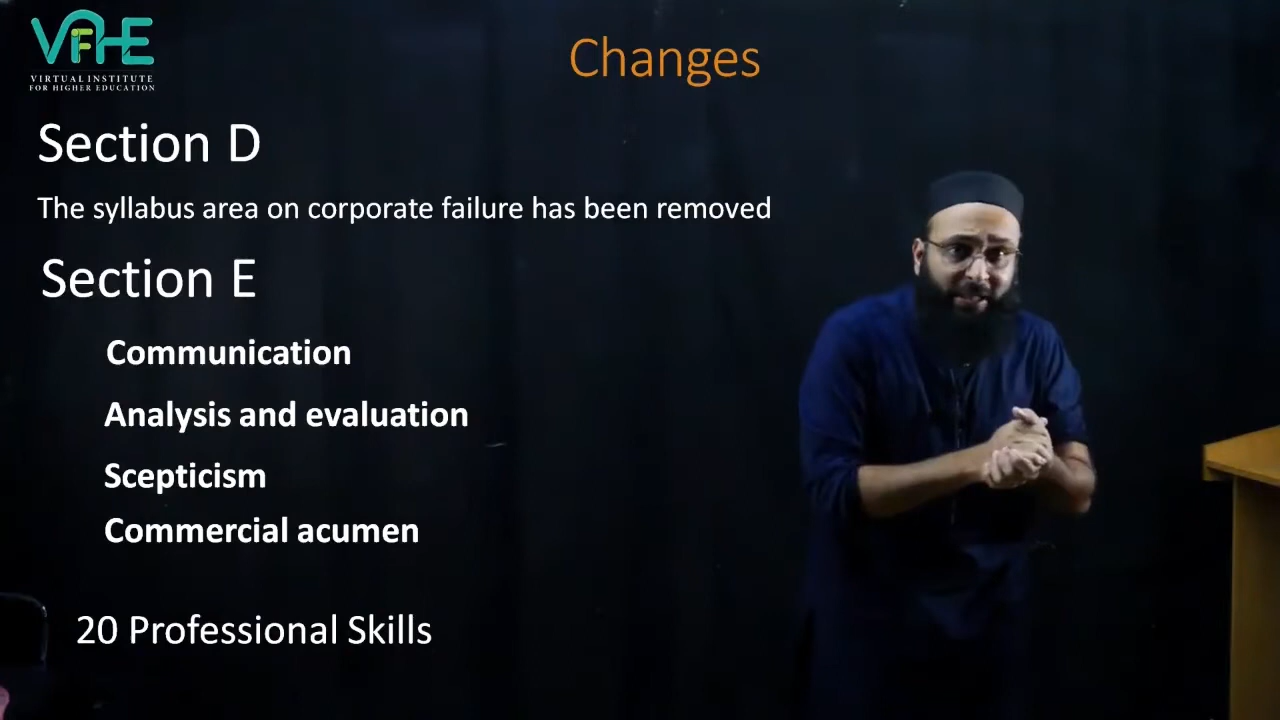 VIFHE
VIRTUAL INSTITUTE
FOR HIGHER EDUCATION
Changes
Section D
The syllabus area on corporate failure has been removed
Section E
Communication
Analysis and evaluation
Scepticism
Commercial acumen
20 Professional Skills